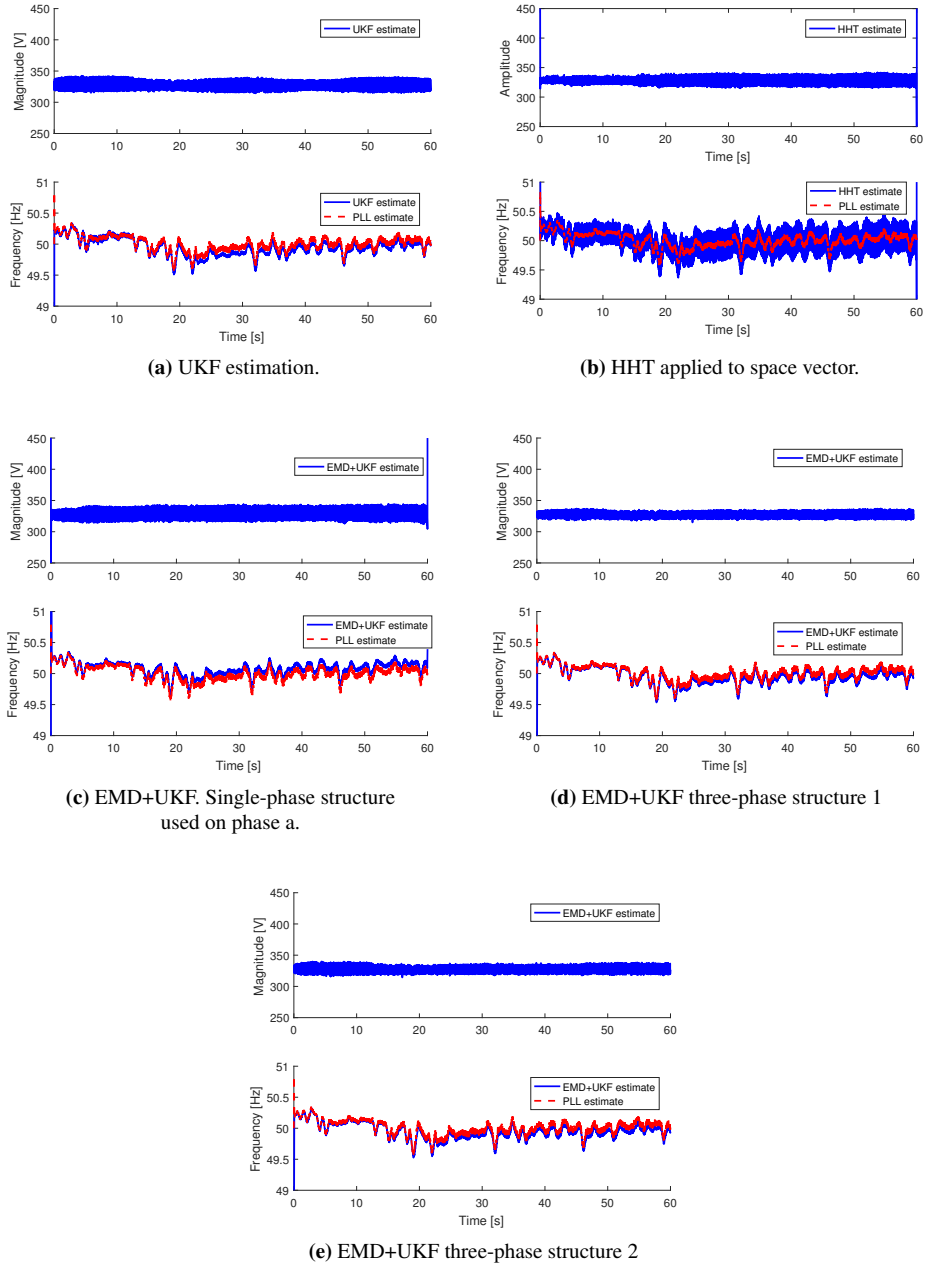 450
400
350
300
250
Magnitude [V]
UKF estimate
0 10 20 30 40 50 60
51
50.5
50
49.5
49
Frequency [Hz]
UKF estimate
PLL estimate
0 10 20 30 40 50 60
Time [s]
(a) UKF estimation.
450
400
350
300
250
Amplitude
HHT estimate
0 10 20 30 40 50 60
Time [s]
51
50.5
50
49.5
49
Frequency [Hz]
HHT estimate
PLL estimate
0 10 20 30 40 50 60
Time [s]
(b) HHT applied to space vector.
450
400
350
300
250
Magnitude [V]
EMD+UKF estimate
0 10 20 30 40 50 60
51
50.5
50
49.5
49
Frequency [Hz]
EMD+UKF estimate
PLL estimate
0 10 20 30 40 50 60
Time [s]
(c) EMD+UKF. Single-phase structure
used on phase a.
450
400
350
300
250
Magnitude [V]
EMD+UKF estimate
0 10 20 30 40 50 60
51
50.5
50
49.5
49
Frequency [Hz]
EMD+UKF estimate
PLL estimate
0 10 20 30 40 50 60
Time [s]
(d) EMD+UKF three-phase structure 1
450
400
350
300
250
Magnitude [V]
EMD+UKF estimate
0 10 20 30 40 50 60
51
50.5
50
49.5
49
Frequency [Hz]
EMD+UKF estimate
PLL estimate
0 10 20 30 40 50 60
Time [s]
(e) EMD+UKF three-phase structure 2